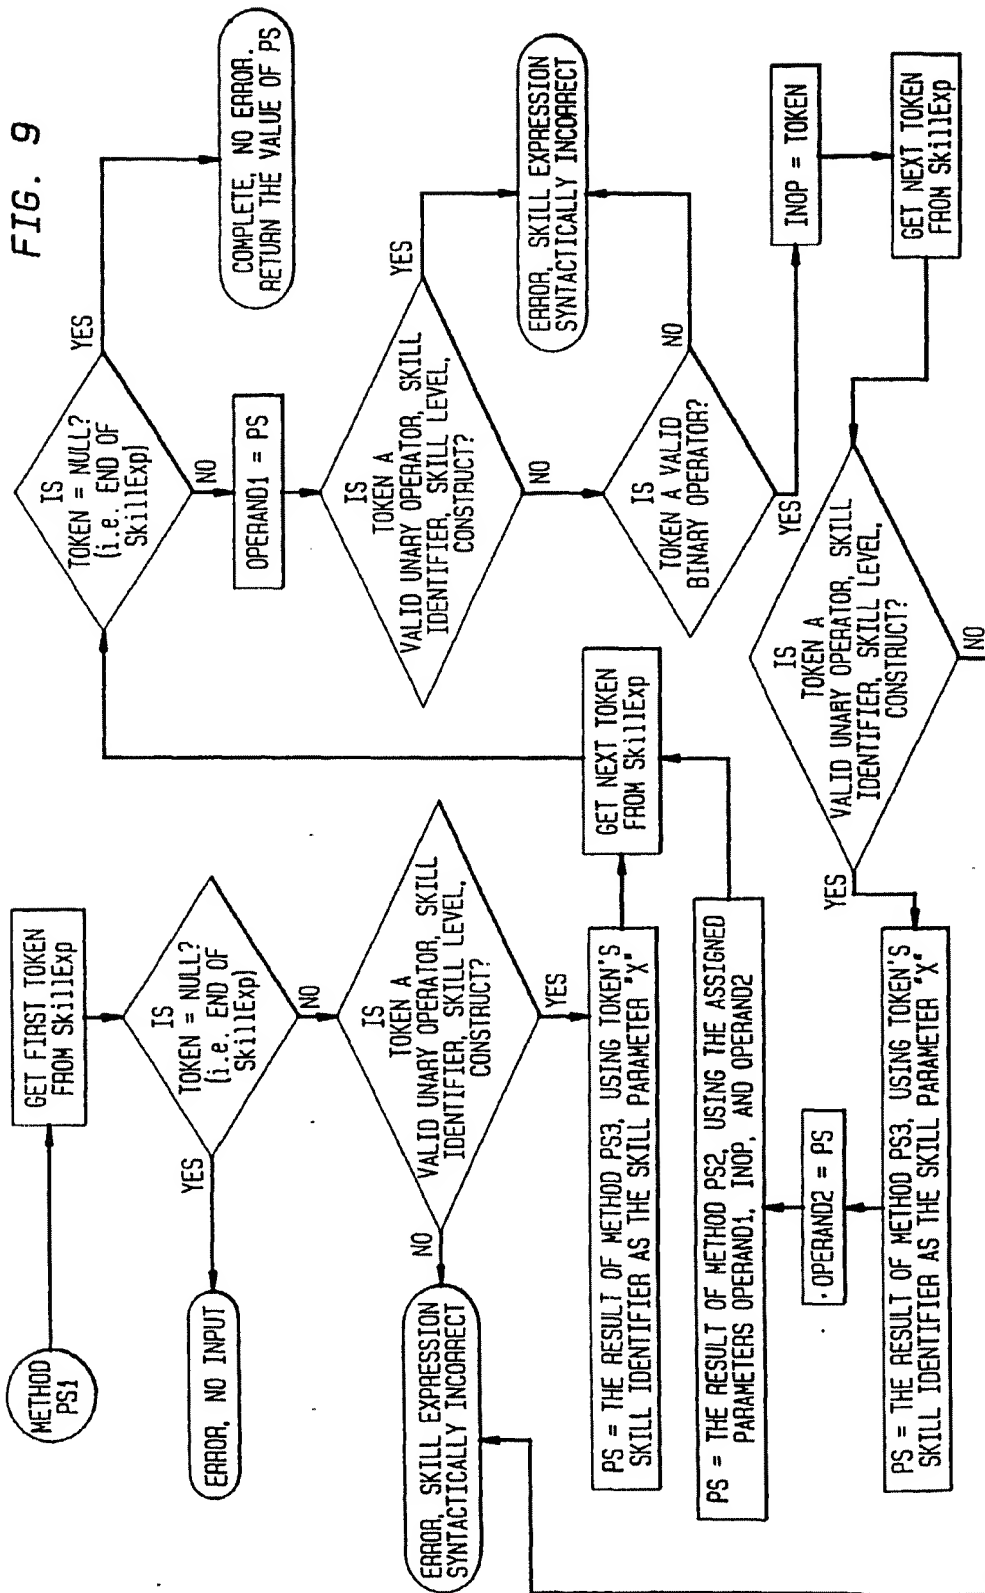 FIG. 9
METHOD
PS1
GET FIRST TOKEN
FROM SkillExp
IS
TOKEN = NULL?
(i.e. END OF
SkillExp)
YES
NO
ERROR, NO INPUT
IS
TOKEN A
VALID UNARY OPERATOR, SKILL
IDENTIFIER, SKILL LEVEL,
CONSTRUCT?
NO
YES
ERROR, SKILL EXPRESSION
SYNTACTICALLY INCORRECT
PS = THE RESULT OF METHOD PS3, USING TOKEN'S
SKILL IDENTIFIER AS THE SKILL PARAMETER "X"
GET NEXT TOKEN
FROM SkillExp
IS
TOKEN = NULL?
(i.e. END OF
SkillExp)
YES
NO
COMPLETE, NO ERROR.
RETURN THE VALUE OF PS
OPERAND1 = PS
IS
TOKEN A
VALID UNARY OPERATOR, SKILL
IDENTIFIER, SKILL LEVEL,
CONSTRUCT?
YES
NO
ERROR, SKILL EXPRESSION
SYNTACTICALLY INCORRECT
IS
TOKEN A VALID
BINARY OPERATOR?
NO
YES
INOP = TOKEN
GET NEXT TOKEN
FROM SkillExp
IS
TOKEN A
VALID UNARY OPERATOR, SKILL
IDENTIFIER, SKILL LEVEL,
CONSTRUCT?
YES
NO
PS = THE RESULT OF METHOD PS3, USING TOKEN'S
SKILL IDENTIFIER AS THE SKILL PARAMETER "X"
OPERAND2 = PS
PS = THE RESULT OF METHOD PS2, USING THE ASSIGNED
PARAMETERS OPERAND1, INOP, AND OPERAND2